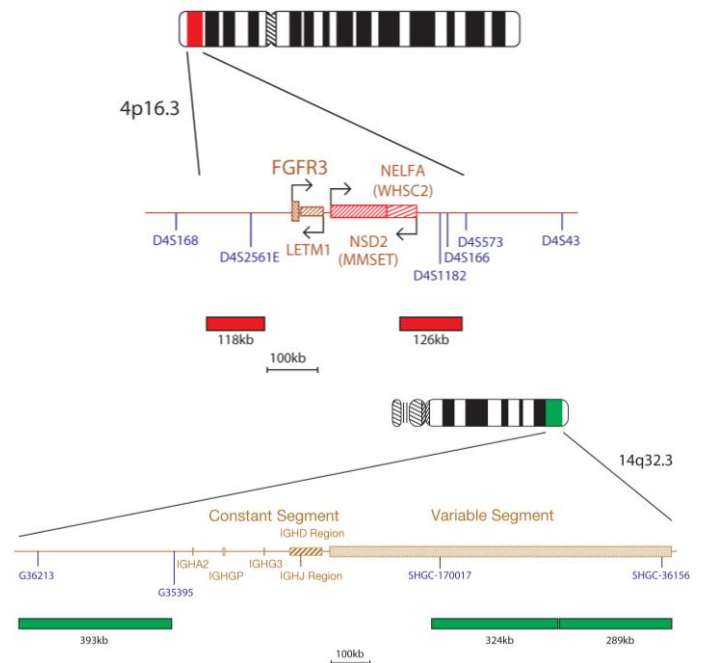 4p16.3
FGFR3
NELFA
(WHSC2)
D4S168
D4S2561E
LETM1
NSD2
(MMSET)
D4S1182
D4S166
D4S573
D4S43
118kb
126kb
100kb
14q32.3
Constant Segment
Variable Segment
IGHD Region
G36213
G35395
IGHA2
IGHGP
IGHG3
IGHJ Region
SHGC-170017
SHGC-36156
393kb
324kb
289kb
100kb